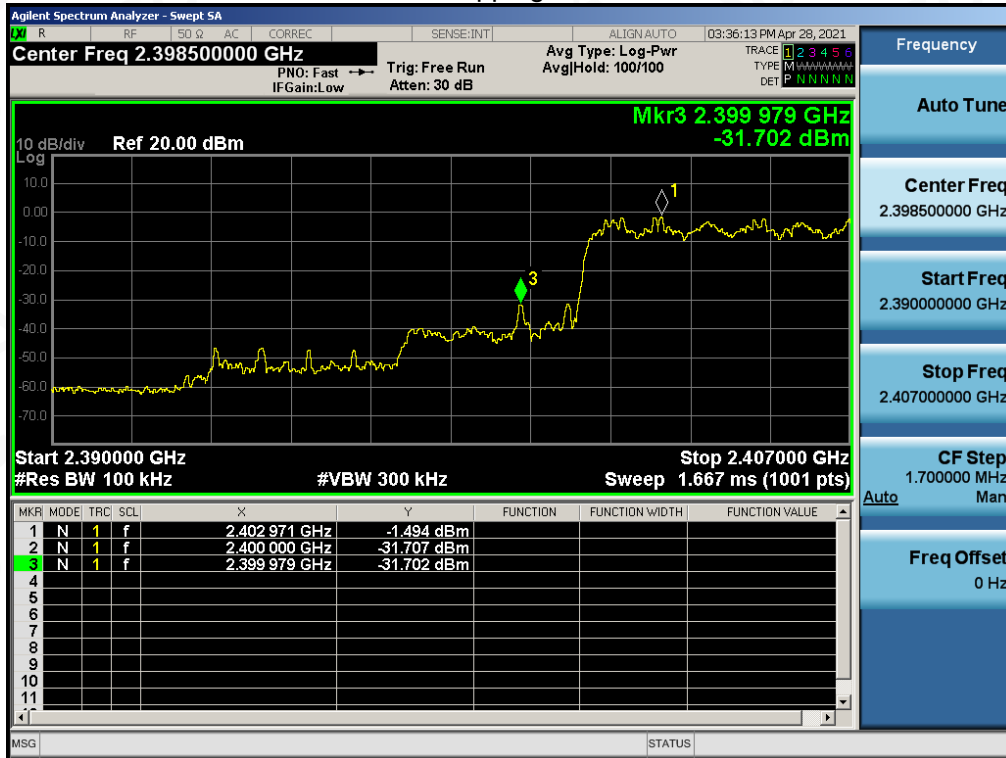 Agilent Spectrum Analyzer - Swept SA
LXI R RF 50 Ω AC CORREC SENSE:INT ALIGN AUTO 03:36:13 PM Apr 28, 2021
Center Freq 2.398500000 GHz
PNO: Fast
IFGain:Low
Trig: Free Run
Atten: 30 dB
Avg Type: Log-Pwr
Avg|Hold: 100/100
TRACE 1 2 3 4 5 6
TYPE M
DET P N N N N N
Mkr3 2.399 979 GHz
-31.702 dBm
10 dB/div Ref 20.00 dBm
Log
10.0
0.00
-10.0
-20.0
-30.0
-40.0
-50.0
-60.0
-70.0
1
3
Start 2.390000 GHz Stop 2.407000 GHz
#Res BW 100 kHz #VBW 300 kHz Sweep 1.667 ms (1001 pts)
MKR MODE TRC SCL X Y FUNCTION FUNCTION WIDTH FUNCTION VALUE
1 N 1 f 2.402 971 GHz -1.494 dBm
2 N 1 f 2.400 000 GHz -31.707 dBm
3 N 1 f 2.399 979 GHz -31.702 dBm
4
5
6
7
8
9
10
11
MSG STATUS
Frequency
Auto Tune
Center Freq
2.398500000 GHz
Start Freq
2.390000000 GHz
Stop Freq
2.407000000 GHz
CF Step
1.700000 MHz
Auto Man
Freq Offset
0 Hz